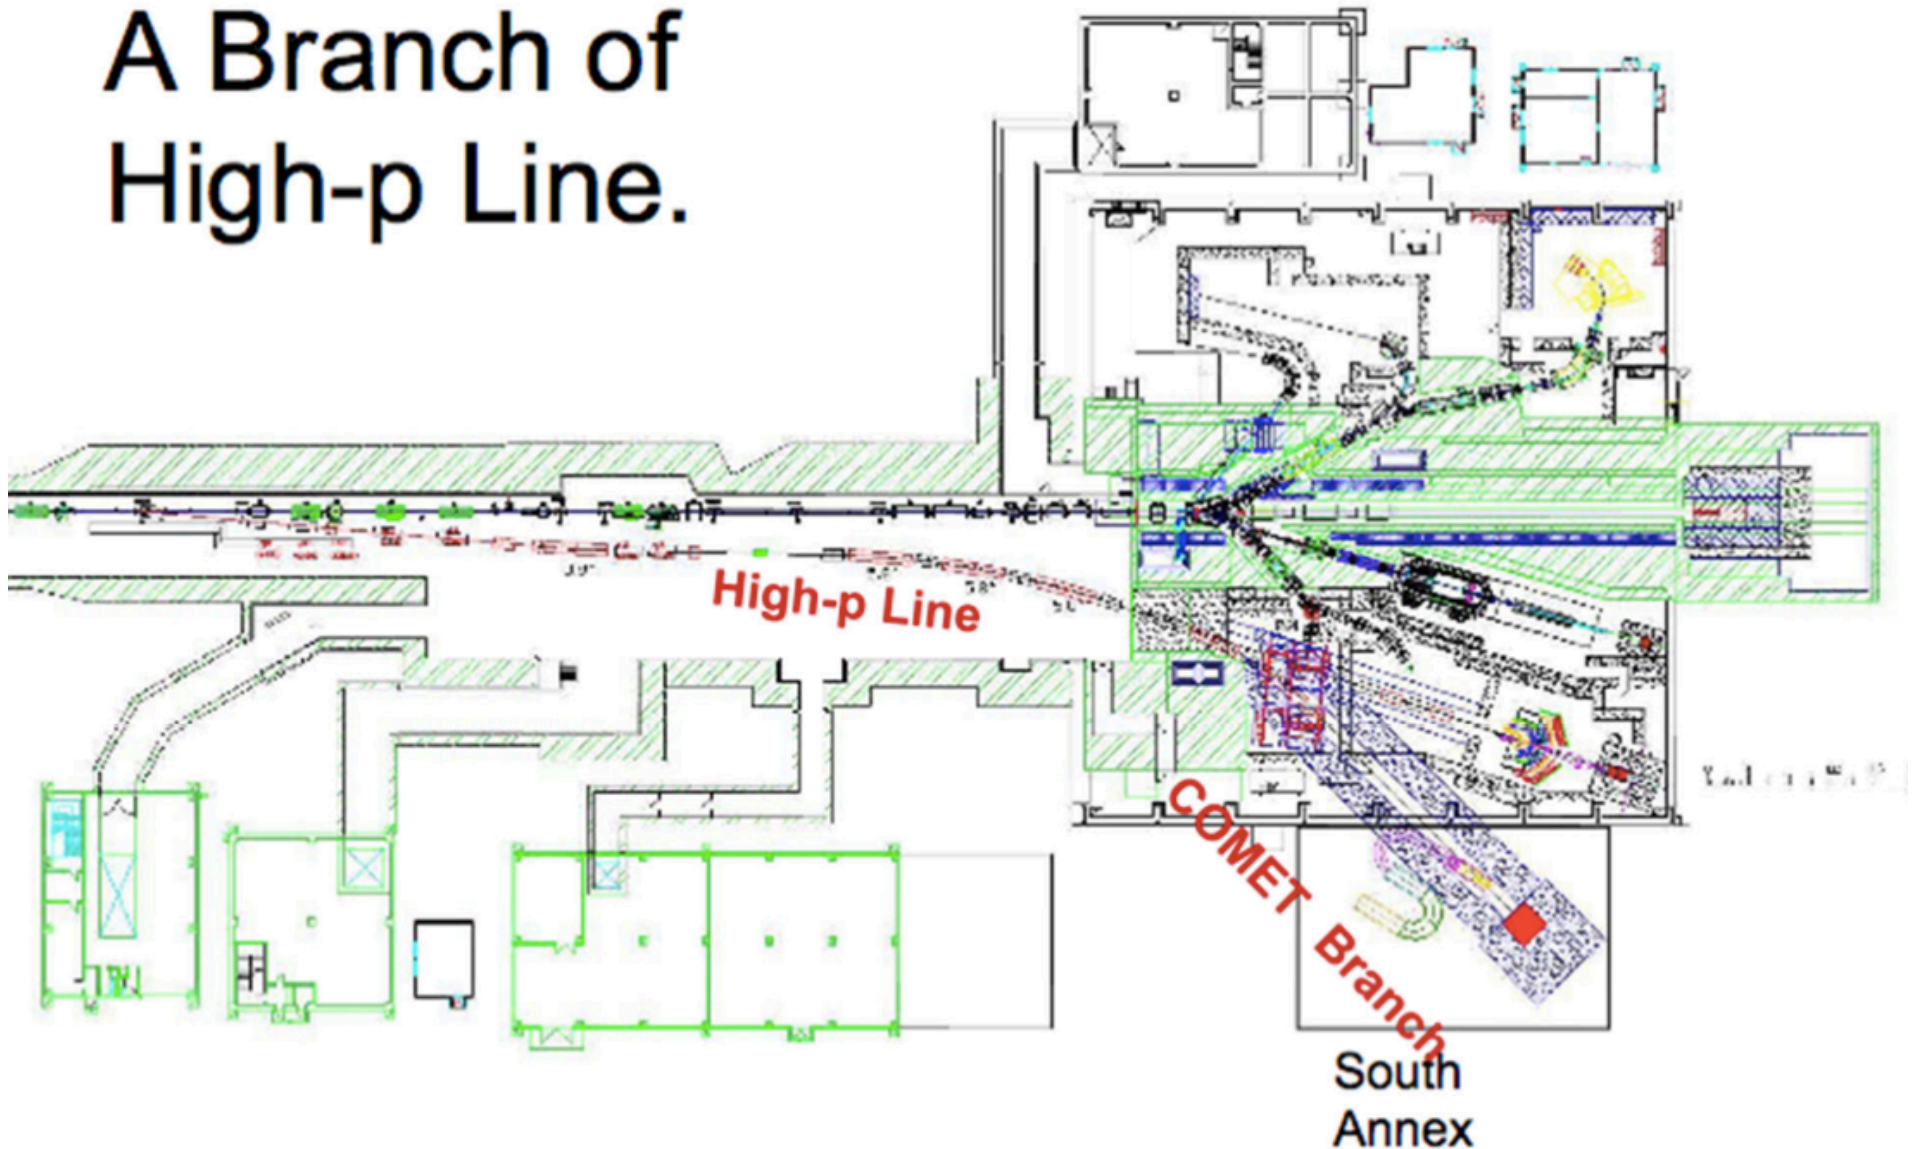 A Branch of
High-p Line.
High-p Line
COMET Branch
South
Annex